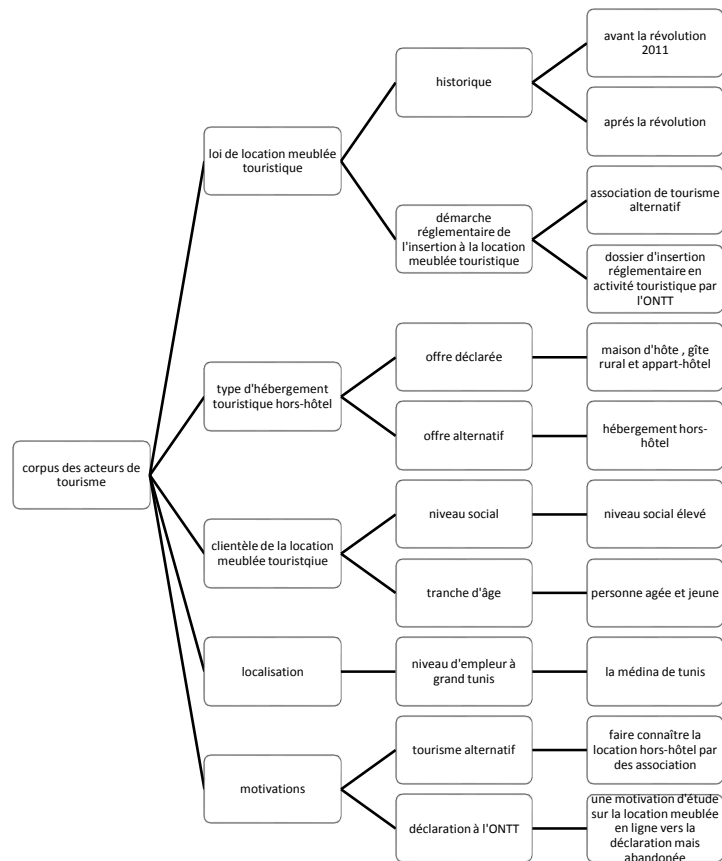 corpus des acteurs de
tourisme
loi de location meublée
touristique
historique
avant la révolution
2011
aprés la révolution
démarche
réglementaire de
l'insertion à la location
meublée touristique
association de tourisme
alternatif
dossier d'insertion
réglementaire en
activité touristique par
l'ONTT
type d'hébergement
touristique hors-hôtel
offre déclarée
maison d'hôte , gîte
rural et appart-hôtel
offre alternatif
hébergement hors-
hôtel
clientèle de la location
meublée touristqiue
niveau social
niveau social élevé
tranche d'âge
personne agée et jeune
localisation
niveau d'empleur à
grand tunis
la médina de tunis
motivations
tourisme alternatif
faire connaître la
location hors-hôtel par
des association
déclaration à l'ONTT
une motivation d'étude
sur la location meublée
en ligne vers la
déclaration mais
abandonée